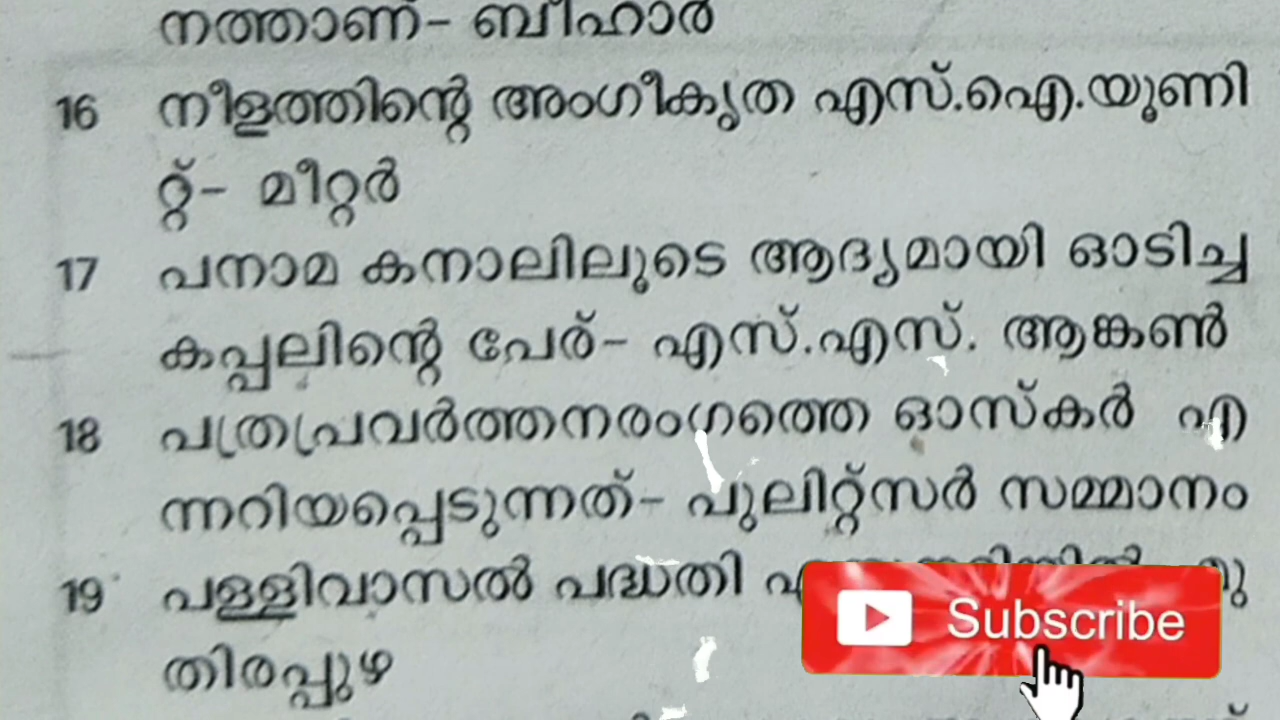 നത്താണ്- ബീഹാർ
16 നീളത്തിന്റെ അംഗീകൃത എസ്.ഐ.യൂണി
റ്റ്- മീറ്റർ
17 പനാമ കനാലിലൂടെ ആദ്യമായി ഓടിച്ച
കപ്പലിന്റെ പേര്- എസ്.എസ്. ആങ്കൺ
18 പത്രപ്രവർത്തനരംഗത്തെ ഓസ്കർ എ
ന്നറിയപ്പെടുന്നത്- പുലിറ്റ്സർ സമ്മാനം
19 പള്ളിവാസൽ പദ്ധതി
Subscribe
തിരപ്പുഴ